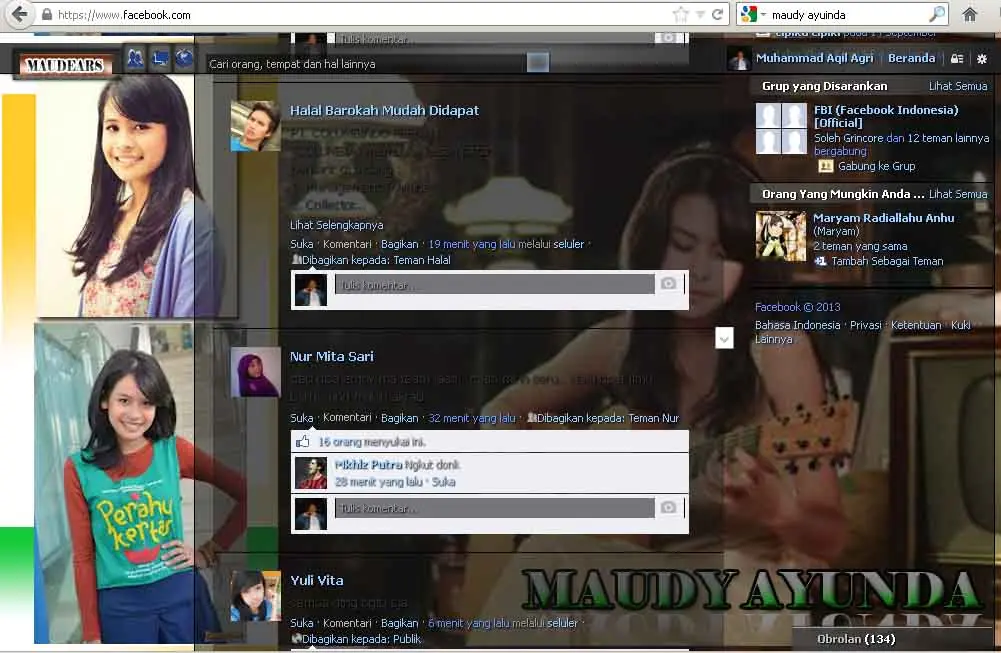 https://www.facebook.com
maudy ayuinda
Tulis komentar...
MAUDEARS
Cari orang, tempat dan hal lainnya
Muhammad Aqil Agri
Beranda
Halal Barokah Mudah Didapat
Lihat Selengkapnya
Suka · Komentari · Bagikan · 19 menit yang lalu melalui seluler ·
Dibagikan kepada: Teman Halal
Tulis komentar...
Nur Mita Sari
Suka · Komentari · Bagikan · 32 menit yang lalu · Dibagikan kepada: Teman Nur
16 orang menyukai ini.
Mikhiz Putra Ngkut donk
28 menit yang lalu · Suka
Tulis komentar...
Yuli Vita
Suka · Komentari · Bagikan · 6 menit yang lalu melalui seluler ·
Dibagikan kepada: Publik
Grup yang Disarankan
Lihat Semua
FBI (Facebook Indonesia)
[Official]
Soleh Grincore dan 12 teman lainnya
bergabung
Gabung ke Grup
Orang Yang Mungkin Anda ...
Lihat Semua
Maryam Radiallahu Anhu
(Maryam)
2 teman yang sama
Tambah Sebagai Teman
Facebook © 2013
Bahasa Indonesia · Privasi · Ketentuan · Kuki ·
Lainnya
Perahu
kertas
MAUDY AYUNDA
Obrolan (134)